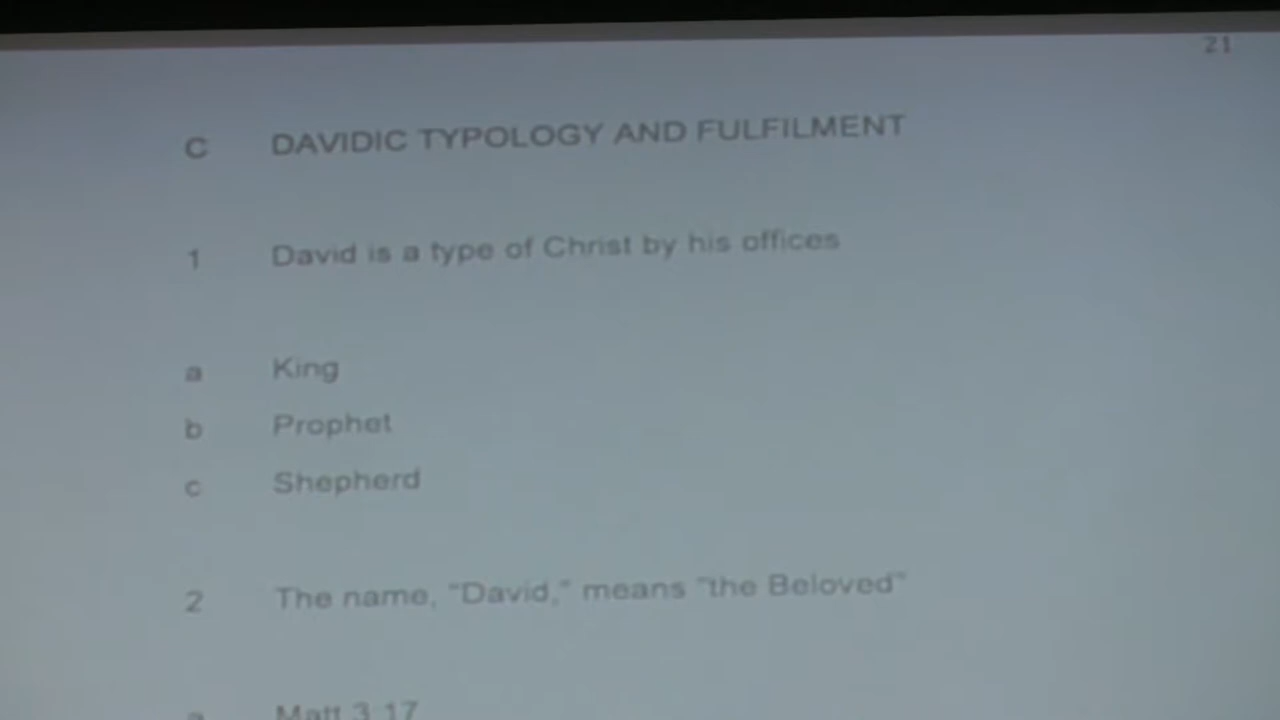 21
C DAVIDIC TYPOLOGY AND FULFILMENT
1 David is a type of Christ by his offices
a King
b Prophet
c Shepherd
2 The name, "David," means "the Beloved"
a Matt 3 17